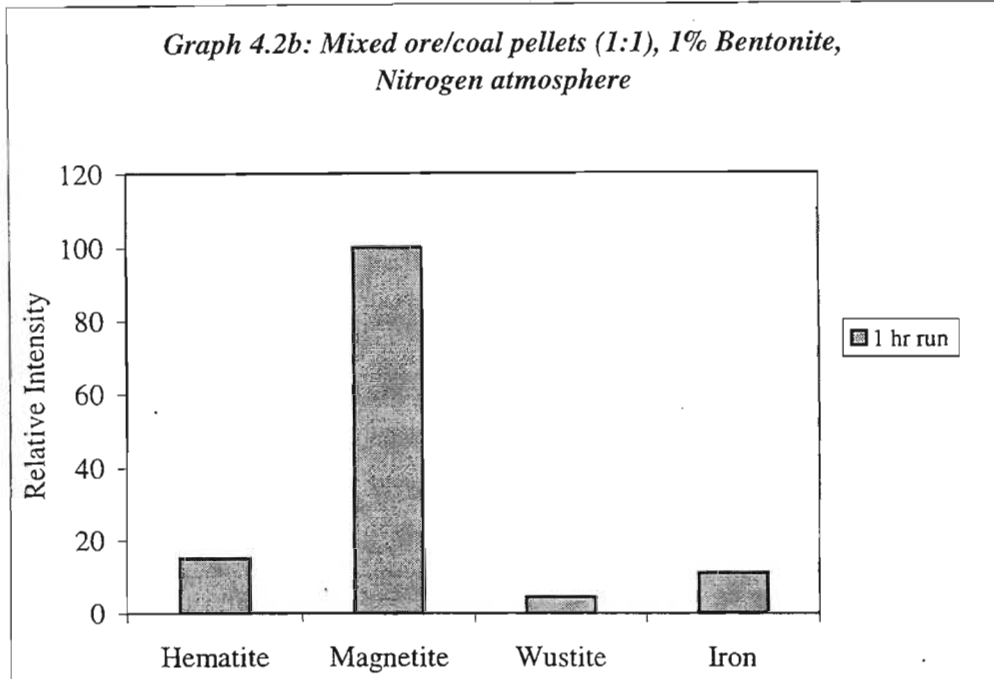 Graph 4.2b: Mixed ore/coal pellets (1:1), 1% Bentonite,
Nitrogen atmosphere
120
100
80
60
40
20
0
Relative Intensity
Hematite Magnetite Wustite Iron
1 hr run